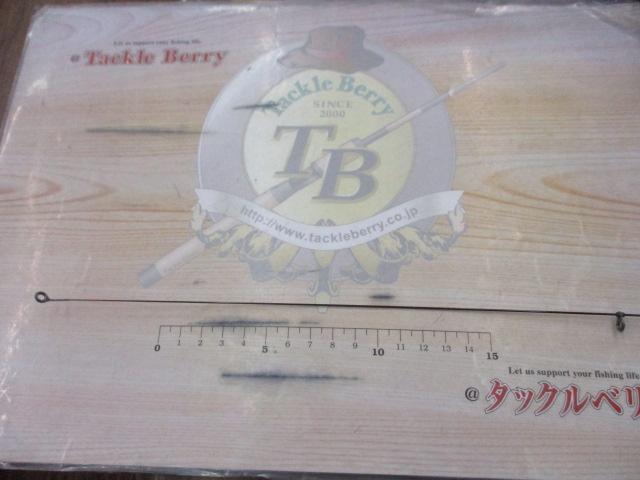 Let us support your fishing life.
@ Tackle Berry
Tackle Berry
SINCE
2000
TB
http://www.tackleberry.co.jp
0 1 2 3 4 5 6 7 8 9 10 11 12 13 14 15
Let us support your fishing life
@ タックルベリ